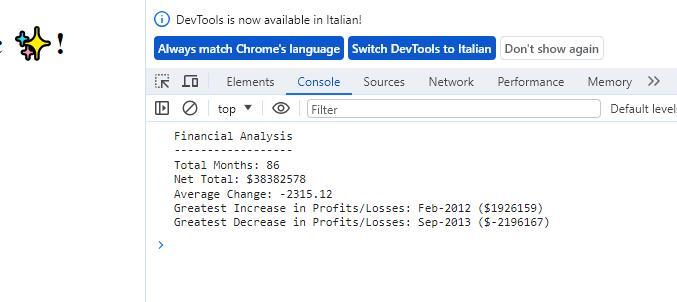 DevTools is now available in Italian!
Always match Chrome's language Switch DevTools to Italian Don't show again
Elements Console Sources Network Performance Memory
top Filter Default level
Financial Analysis
-----------------
Total Months: 86
Net Total: $38382578
Average Change: -2315.12
Greatest Increase in Profits/Losses: Feb-2012 ($1926159)
Greatest Decrease in Profits/Losses: Sep-2013 ($-2196167)
>
!